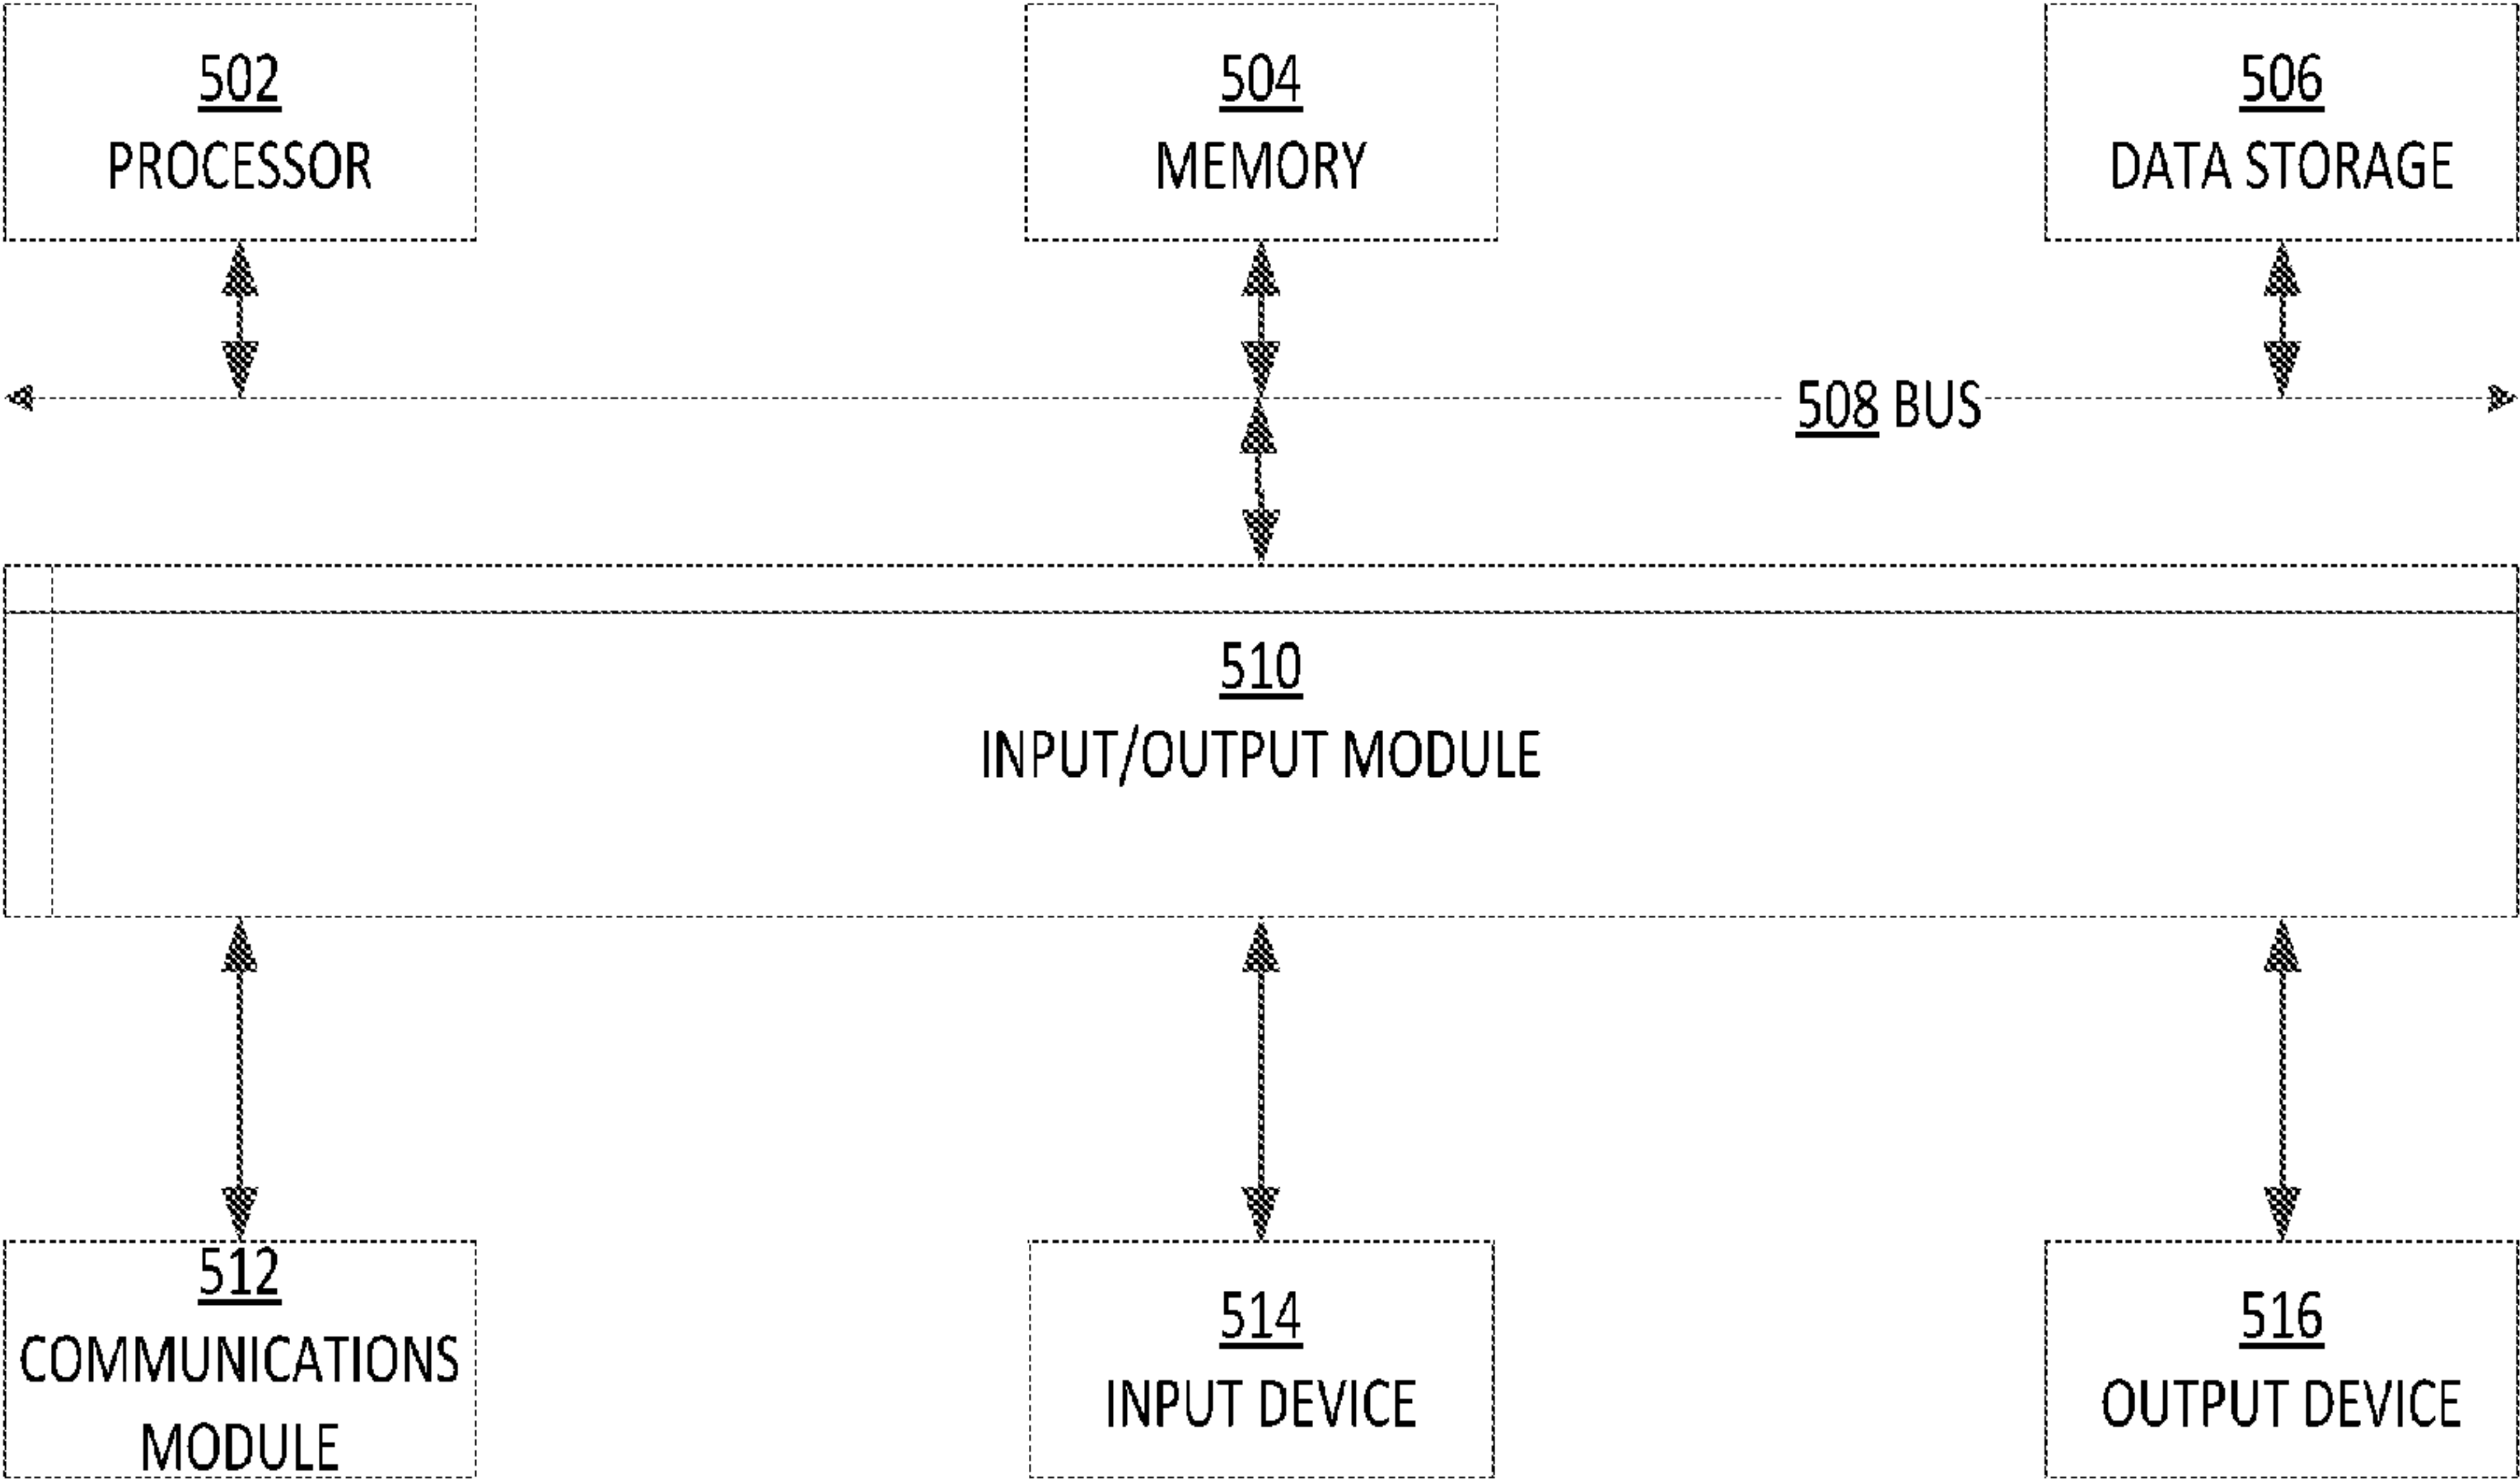 502
PROCESSOR
504
MEMORY
506
DATA STORAGE
508 BUS
510
INPUT/OUTPUT MODULE
512
COMMUNICATIONS
MODULE
514
INPUT DEVICE
516
OUTPUT DEVICE